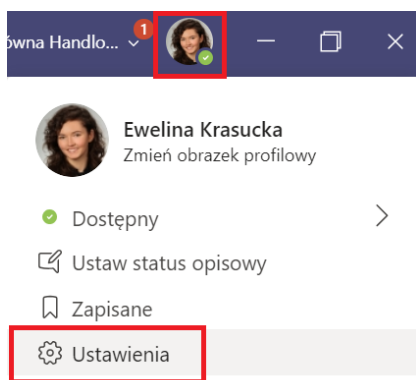 ówna Handlo... 1
Ewelina Krasucka
Zmień obrazek profilowy
Dostępny
Ustaw status opisowy
Zapisane
Ustawienia